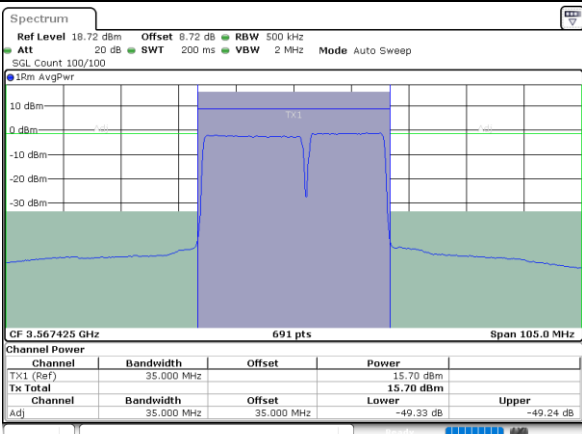 Spectrum
Ref Level 18.72 dBm Offset 8.72 dB RBW 500 kHz
Att 20 dB SWT 200 ms VBW 2 MHz Mode Auto Sweep
SGL Count 100/100
1Rm AvgPwr
10 dBm
TX1
0 dBm Adj Adj
-10 dBm
-20 dBm
-30 dBm
CF 3.567425 GHz 691 pts Span 105.0 MHz
Channel Power
Channel Bandwidth Offset Power
TX1 (Ref) 35.000 MHz 15.70 dBm
Tx Total 15.70 dBm
Channel Bandwidth Offset Lower Upper
Adj 35.000 MHz 35.000 MHz -49.33 dB -49.24 dB